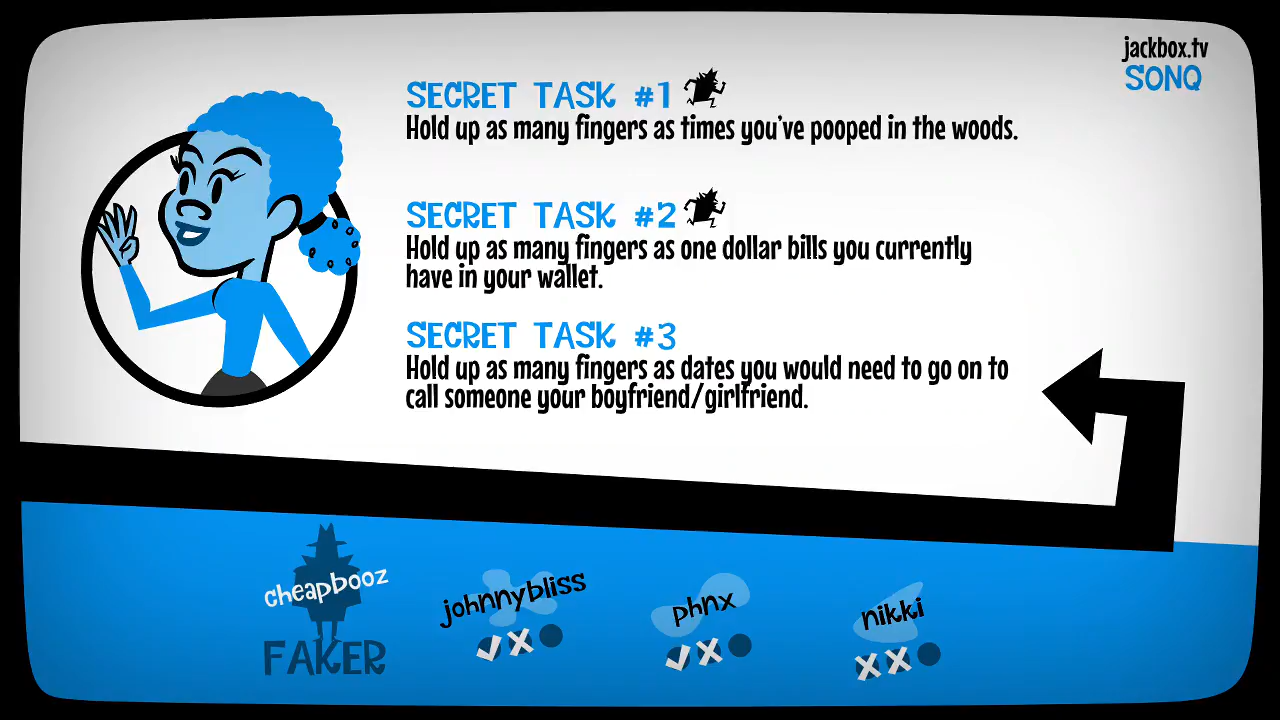 jackbox.tv
SONQ
SECRET TASK #1
Hold up as many fingers as times you've pooped in the woods.
SECRET TASK #2
Hold up as many fingers as one dollar bills you currently
have in your wallet.
SECRET TASK #3
Hold up as many fingers as dates you would need to go on to
call someone your boyfriend/girlfriend.
cheapbooz
FAKER
johnnybliss
phnx
nikki